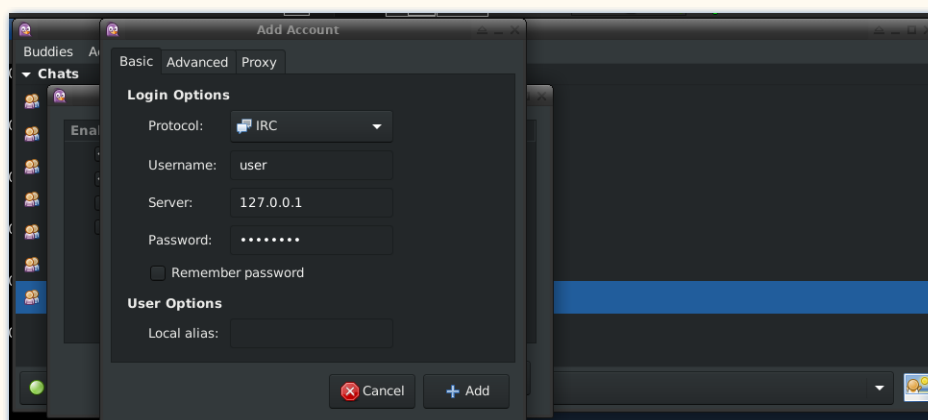 Add Account
Buddies A
Basic Advanced Proxy
Chats
Login Options
Enal
Protocol: IRC
Username: user
Server: 127.0.0.1
Password: ••••••••
Remember password
User Options
Local alias:
Cancel Add